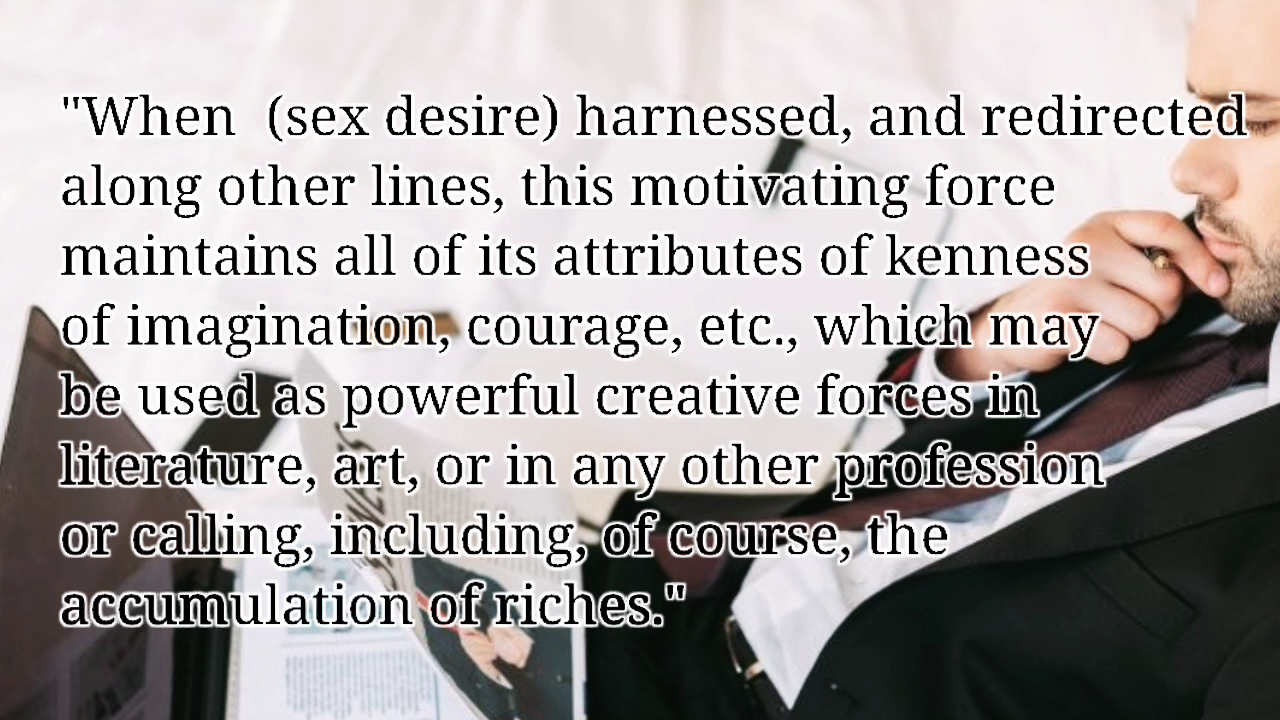 "When  (sex desire) harnessed, and redirected
along other lines, this motivating force
maintains all of its attributes of kenness
of imagination, courage, etc., which may
be used as powerful creative forces in
literature, art, or in any other profession
or calling, including, of course, the
accumulation of riches."